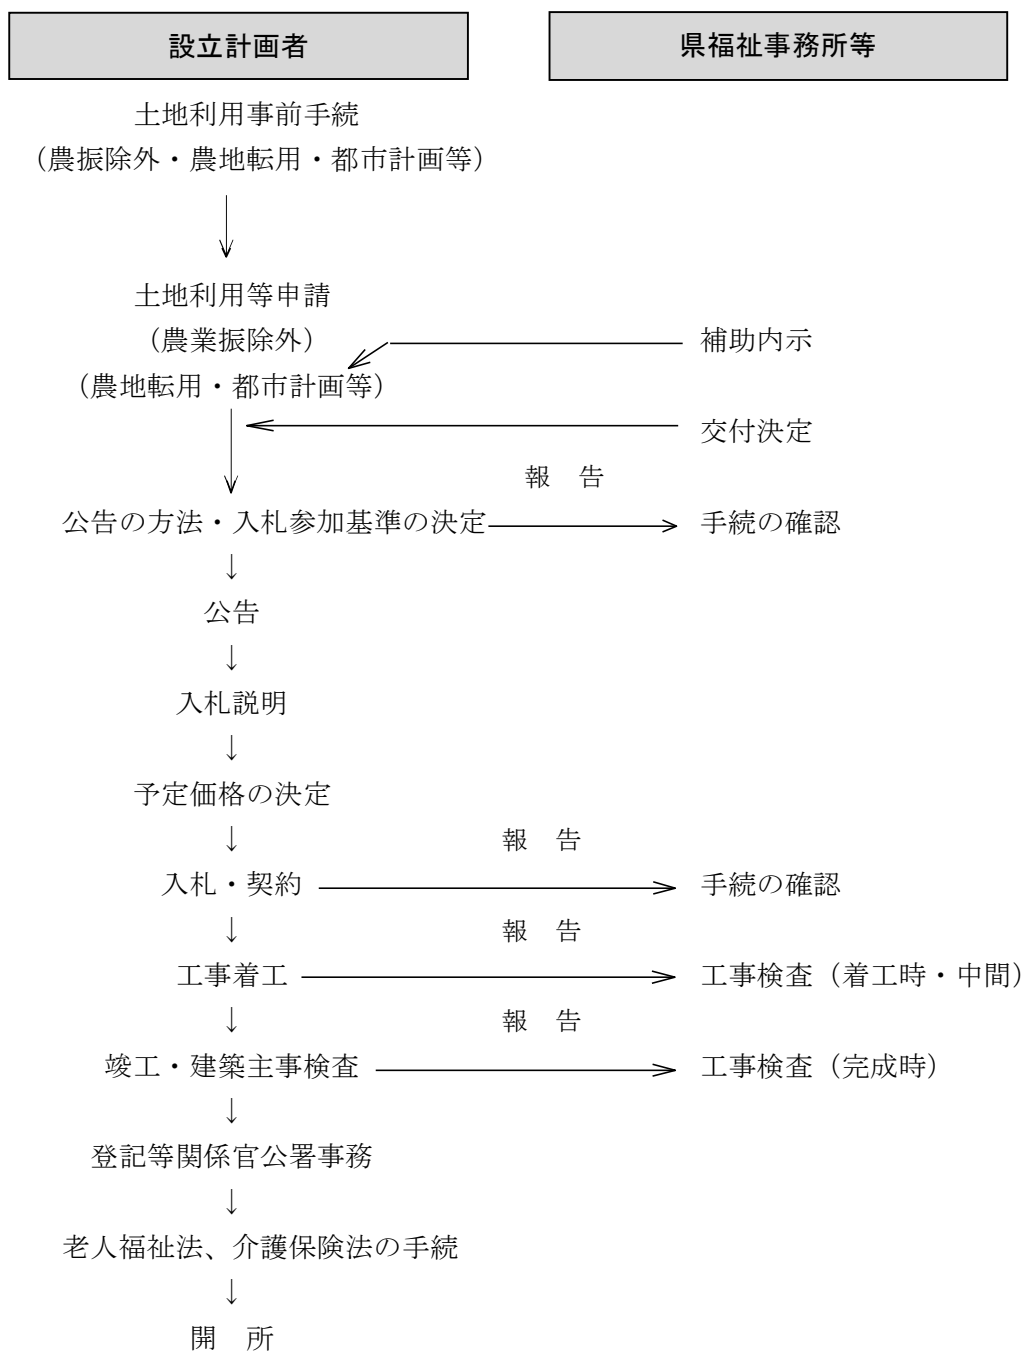 設立計画者
県福祉事務所等
土地利用事前手続
（農振除外・農地転用・都市計画等）
土地利用等申請
（農業振除外）
補助内示
（農地転用・都市計画等）
交付決定
報　告
公告の方法・入札参加基準の決定
手続の確認
↓
公告
↓
入札説明
↓
予定価格の決定
↓
報　告
入札・契約
手続の確認
↓
報　告
工事着工
工事検査（着工時・中間）
↓
報　告
竣工・建築主事検査
工事検査（完成時）
↓
登記等関係官公署事務
↓
老人福祉法、介護保険法の手続
↓
開　所